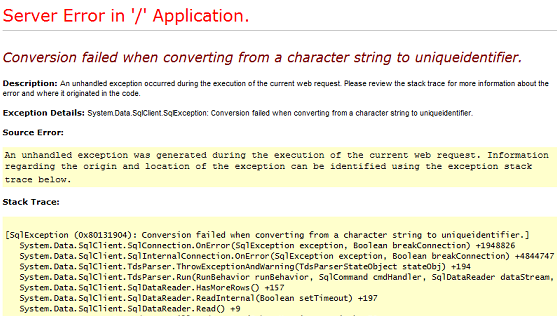 Server Error in '/' Application.
Conversion failed when converting from a character string to uniqueidentifier.
Description: An unhandled exception occurred during the execution of the current web request. Please review the stack trace for more information about the
error and where it originated in the code.
Exception Details: System.Data.SqlClient.SqlException: Conversion failed when converting from a character string to uniqueidentifier.
Source Error:
An unhandled exception was generated during the execution of the current web request. Information
regarding the origin and location of the exception can be identified using the exception stack
trace below.
Stack Trace:
[SqlException (0x80131904): Conversion failed when converting from a character string to uniqueidentifier.]
System.Data.SqlClient.SqlConnection.OnError(SqlException exception, Boolean breakConnection) +1948826
System.Data.SqlClient.SqlInternalConnection.OnError(SqlException exception, Boolean breakConnection) +4844747
System.Data.SqlClient.TdsParser.ThrowExceptionAndWarning(TdsParserStateObject stateObj) +194
System.Data.SqlClient.TdsParser.Run(RunBehavior runBehavior, SqlCommand cmdHandler, SqlDataReader dataStream,
System.Data.SqlClient.SqlDataReader.HasMoreRows() +157
System.Data.SqlClient.SqlDataReader.ReadInternal(Boolean setTimeout) +197
System.Data.SqlClient.SqlDataReader.Read() +9